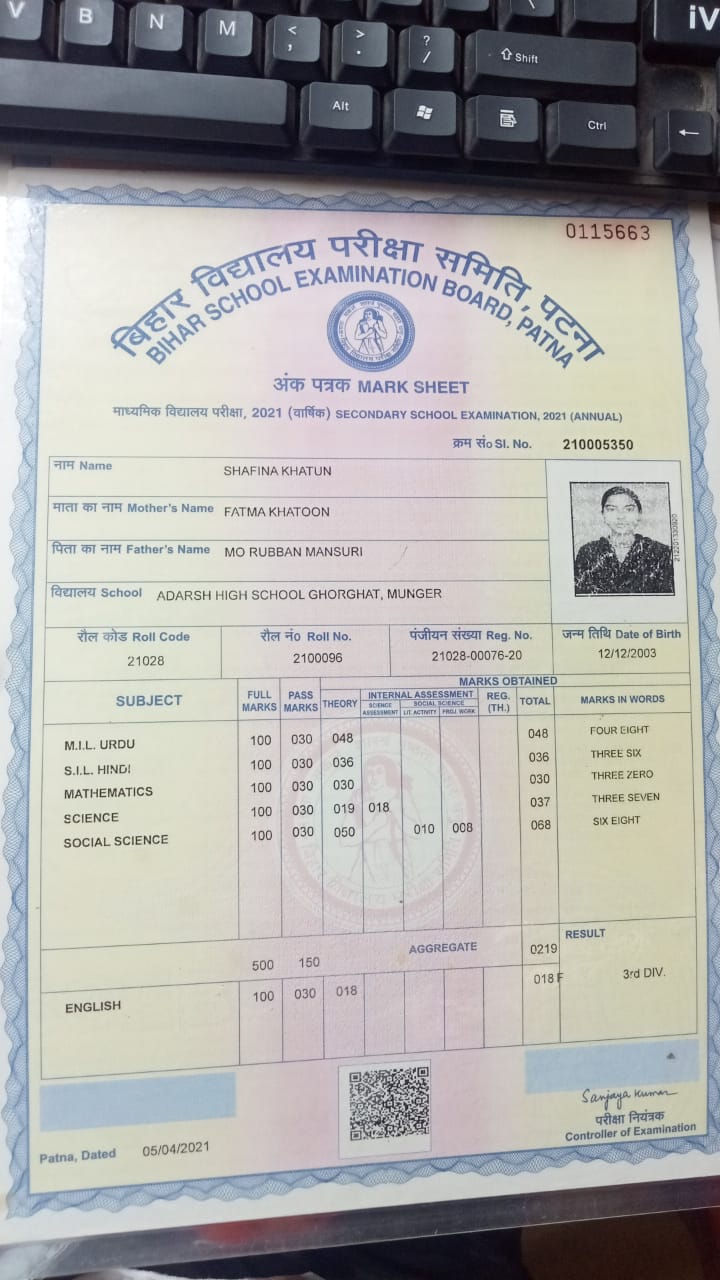 V B N M < , > . ? / ⇧ Shift iV
Alt Ctrl ←
0115663
बिहार विद्यालय परीक्षा समिति, पटना
BIHAR SCHOOL EXAMINATION BOARD, PATNA
अंक पत्रक MARK SHEET
माध्यमिक विद्यालय परीक्षा, 2021 (वार्षिक) SECONDARY SCHOOL EXAMINATION, 2021 (ANNUAL)
क्रम सं० Sl. No. 210005350
नाम Name SHAFINA KHATUN
माता का नाम Mother's Name FATMA KHATOON
पिता का नाम Father's Name MO RUBBAN MANSURI
विद्यालय School ADARSH HIGH SCHOOL GHORGHAT, MUNGER
रौल कोड Roll Code रौल नं० Roll No. पंजीयन संख्या Reg. No. जन्म तिथि Date of Birth
21028 2100096 21028-00076-20 12/12/2003
MARKS OBTAINED
SUBJECT FULL MARKS PASS MARKS THEORY INTERNAL ASSESSMENT SCIENCE ASSESSMENT SOCIAL SCIENCE LIT. ACTIVITY PROJ. WORK REG. (TH.) TOTAL MARKS IN WORDS
M.I.L. URDU 100 030 048 048 FOUR EIGHT
S.I.L. HINDI 100 030 036 036 THREE SIX
MATHEMATICS 100 030 030 030 THREE ZERO
SCIENCE 100 030 019 018 037 THREE SEVEN
SOCIAL SCIENCE 100 030 050 010 008 068 SIX EIGHT
500 150 AGGREGATE 0219 RESULT
3rd DIV.
ENGLISH 100 030 018 018 F
Sanjaya Kumar
परीक्षा नियंत्रक
Controller of Examination
Patna, Dated 05/04/2021